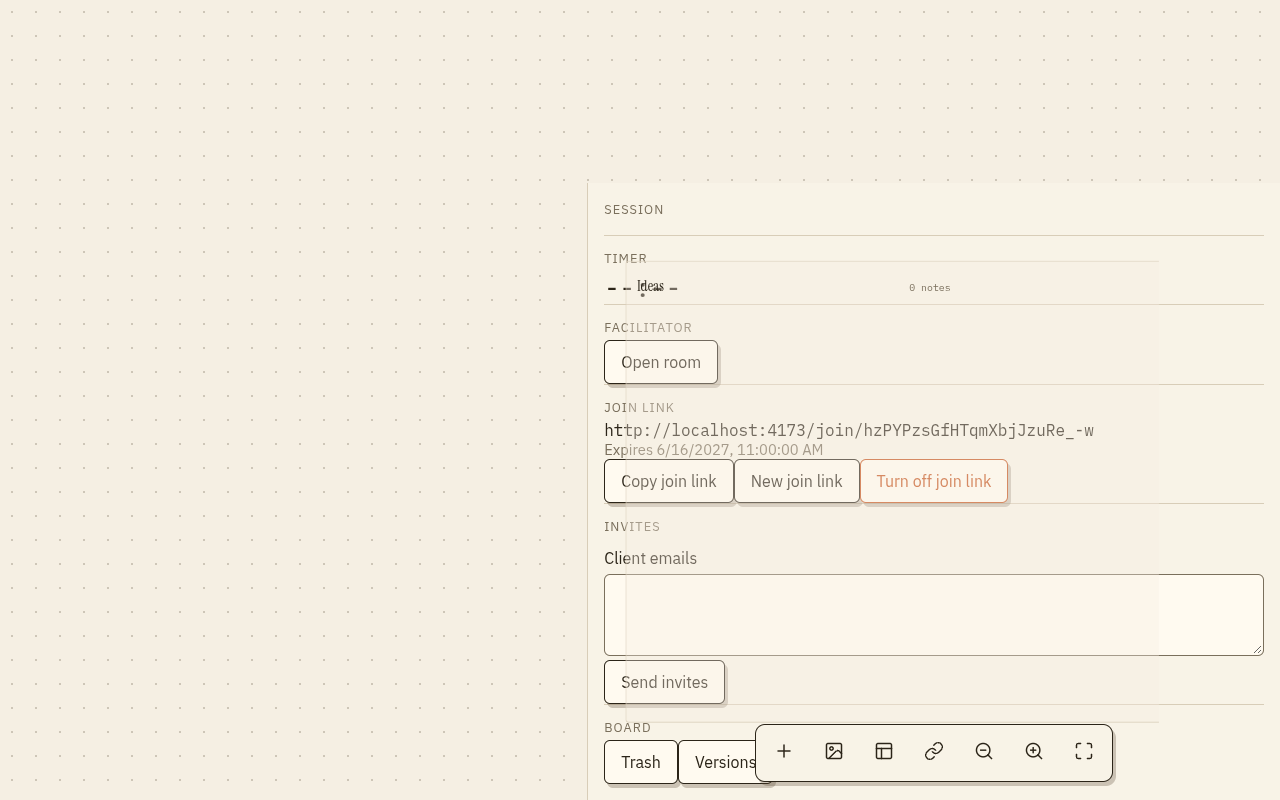 SESSION
TIMER
Ideas
0 notes
FACILITATOR
Open room
JOIN LINK
http://localhost:4173/join/hzPYPzsGfHTqmXbjJzuRe_-w
Expires 6/16/2027, 11:00:00 AM
Copy join link New join link Turn off join link
INVITES
Client emails
Send invites
BOARD
Trash Versions